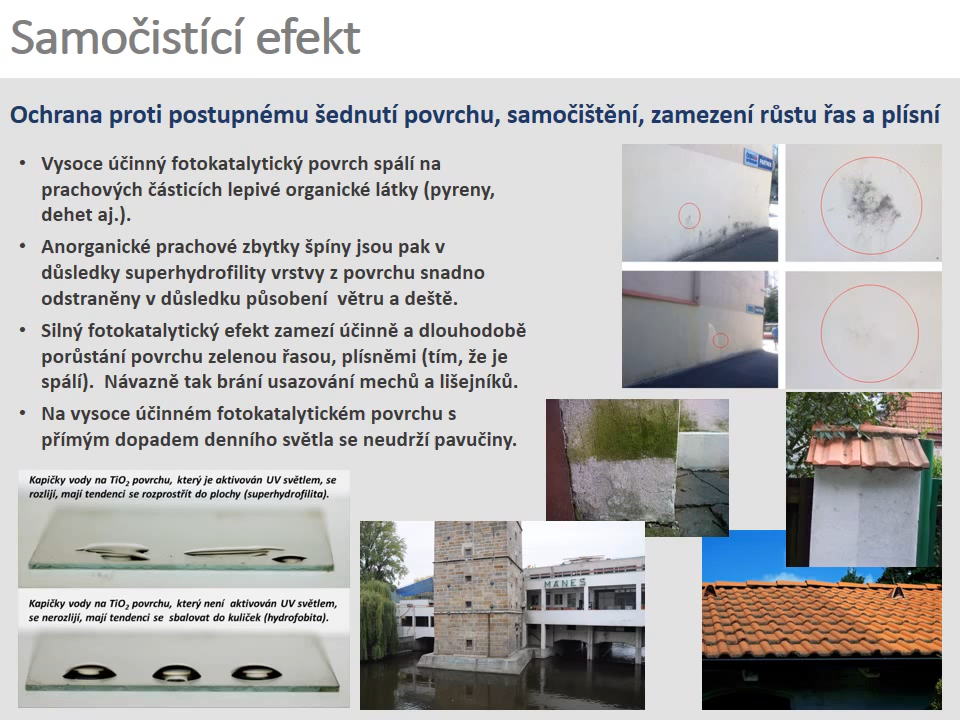 Samočistící efekt
Ochrana proti postupnému šednutí povrchu, samočištění, zamezení růstu řas a plísní
• Vysoce účinný fotokatalytický povrch spálí na
prachových částicích lepivé organické látky (pyreny,
dehet aj.).
• Anorganické prachové zbytky špíny jsou pak v
důsledky superhydrofility vrstvy z povrchu snadno
odstraněny v důsledku působení  větru a deště.
• Silný fotokatalytický efekt zamezí účinně a dlouhodobě
porůstání povrchu zelenou řasou, plísněmi (tím, že je
spálí).  Návazně tak brání usazování mechů a lišejníků.
• Na vysoce účinném fotokatalytickém povrchu s
přímým dopadem denního světla se neudrží pavučiny.
Kapičky vody na TiO2 povrchu, který je aktivován UV světlem, se
rozlijí, mají tendenci se rozprostřít do plochy (superhydrofilita).
Kapičky vody na TiO2 povrchu, který není  aktivován UV světlem,
se nerozlijí, mají tendenci se  sbalovat do kuliček (hydrofobita).
MÁNES